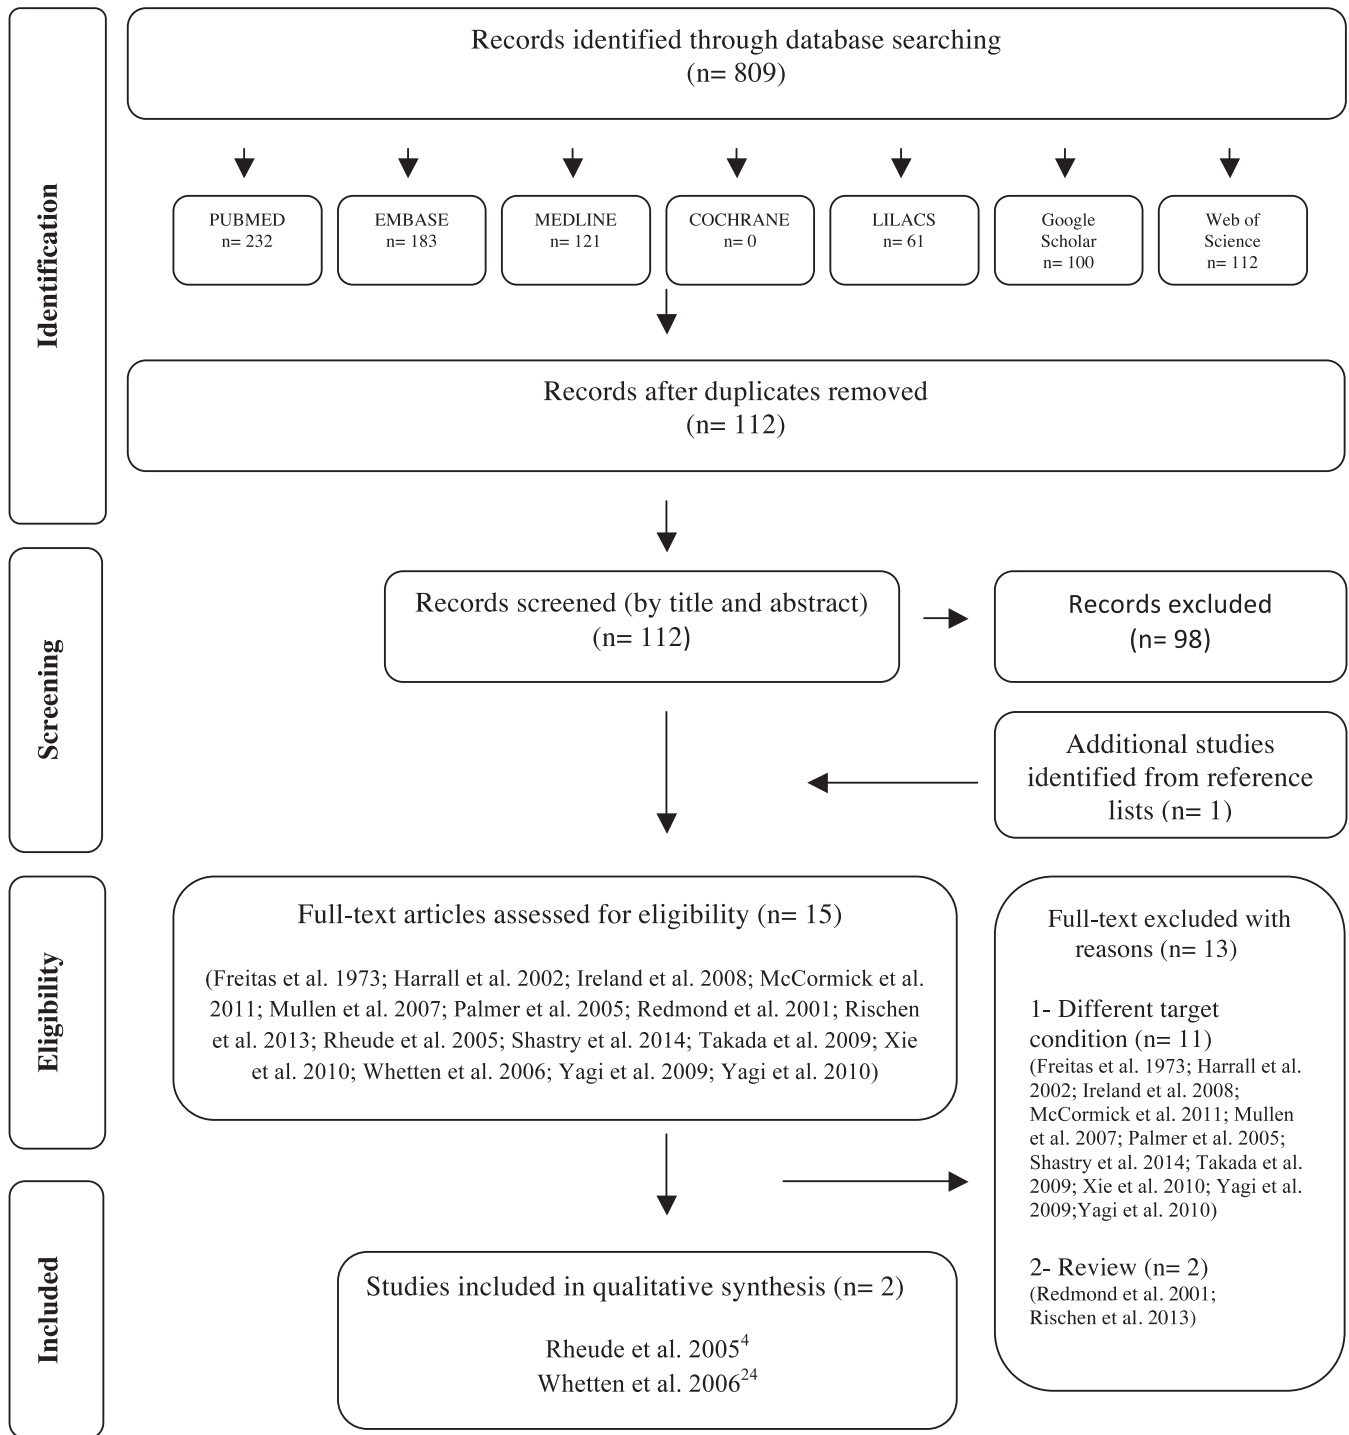 Identification
Records identified through database searching
(n= 809)
PUBMED
n= 232
EMBASE
n= 183
MEDLINE
n= 121
COCHRANE
n= 0
LILACS
n= 61
Google
Scholar
n= 100
Web of
Science
n= 112
Records after duplicates removed
(n= 112)
Screening
Records screened (by title and abstract)
(n= 112)
Records excluded
(n= 98)
Additional studies
identified from reference
lists (n= 1)
Eligibility
Full-text articles assessed for eligibility (n= 15)
(Freitas et al. 1973; Harrall et al. 2002; Ireland et al. 2008; McCormick et al.
2011; Mullen et al. 2007; Palmer et al. 2005; Redmond et al. 2001; Rischen
et al. 2013; Rheude et al. 2005; Shastry et al. 2014; Takada et al. 2009; Xie
et al. 2010; Whetten et al. 2006; Yagi et al. 2009; Yagi et al. 2010)
Full-text excluded with
reasons (n= 13)
1- Different target
condition (n= 11)
(Freitas et al. 1973; Harrall et al.
2002; Ireland et al. 2008;
McCormick et al. 2011; Mullen
et al. 2007; Palmer et al. 2005;
Shastry et al. 2014; Takada et al.
2009; Xie et al. 2010; Yagi et al.
2009;Yagi et al. 2010)
2- Review (n= 2)
(Redmond et al. 2001;
Rischen et al. 2013)
Included
Studies included in qualitative synthesis (n= 2)
Rheude et al. 2005⁴
Whetten et al. 2006²⁴